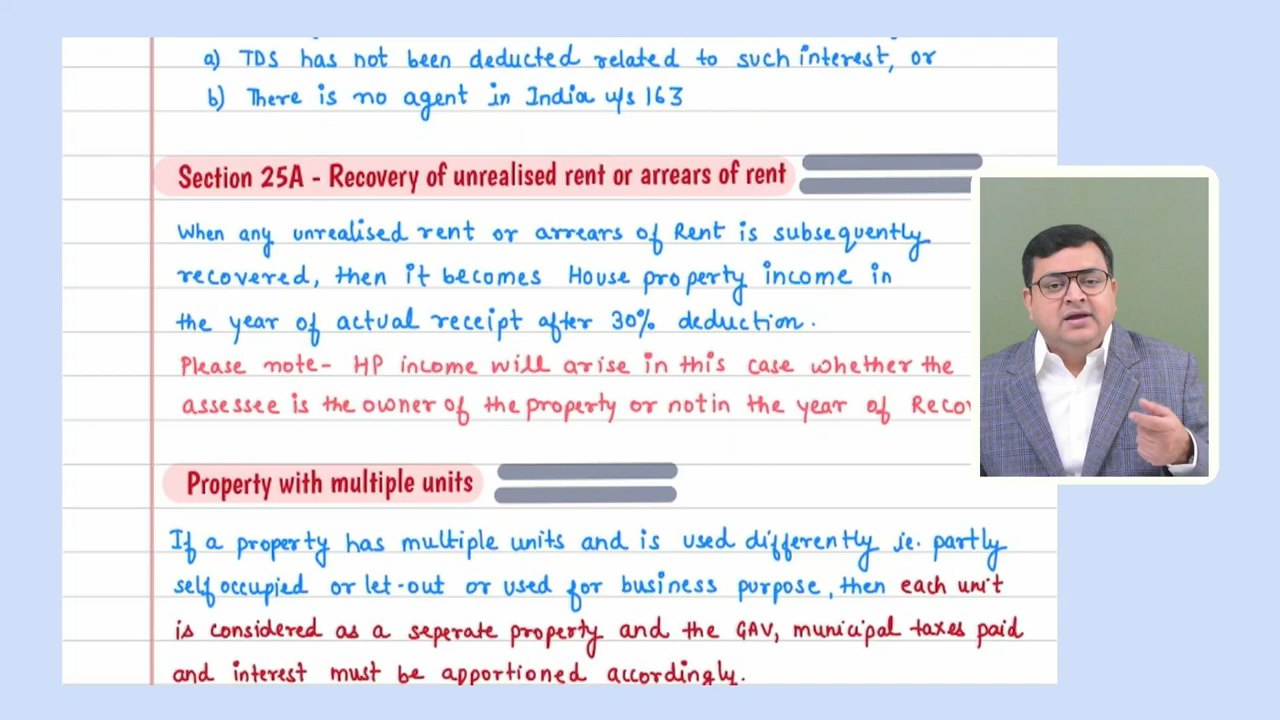 a) TDS has not been deducted related to such interest, or
b) There is no agent in India u/s 163
Section 25A - Recovery of unrealised rent or arrears of rent
When any unrealised rent or arrears of Rent is subsequently
recovered, then it becomes House property income in
the year of actual receipt after 30% deduction.
Please note- HP income will arise in this case whether the
assessee is the owner of the property or not in the year of
Property with multiple units
If a property has multiple units and is used differently ie. partly
self occupied or let-out or used for business purpose, then each unit
is considered as a seperate property and the GAV, municipal taxes paid
and interest must be apportioned accordingly.